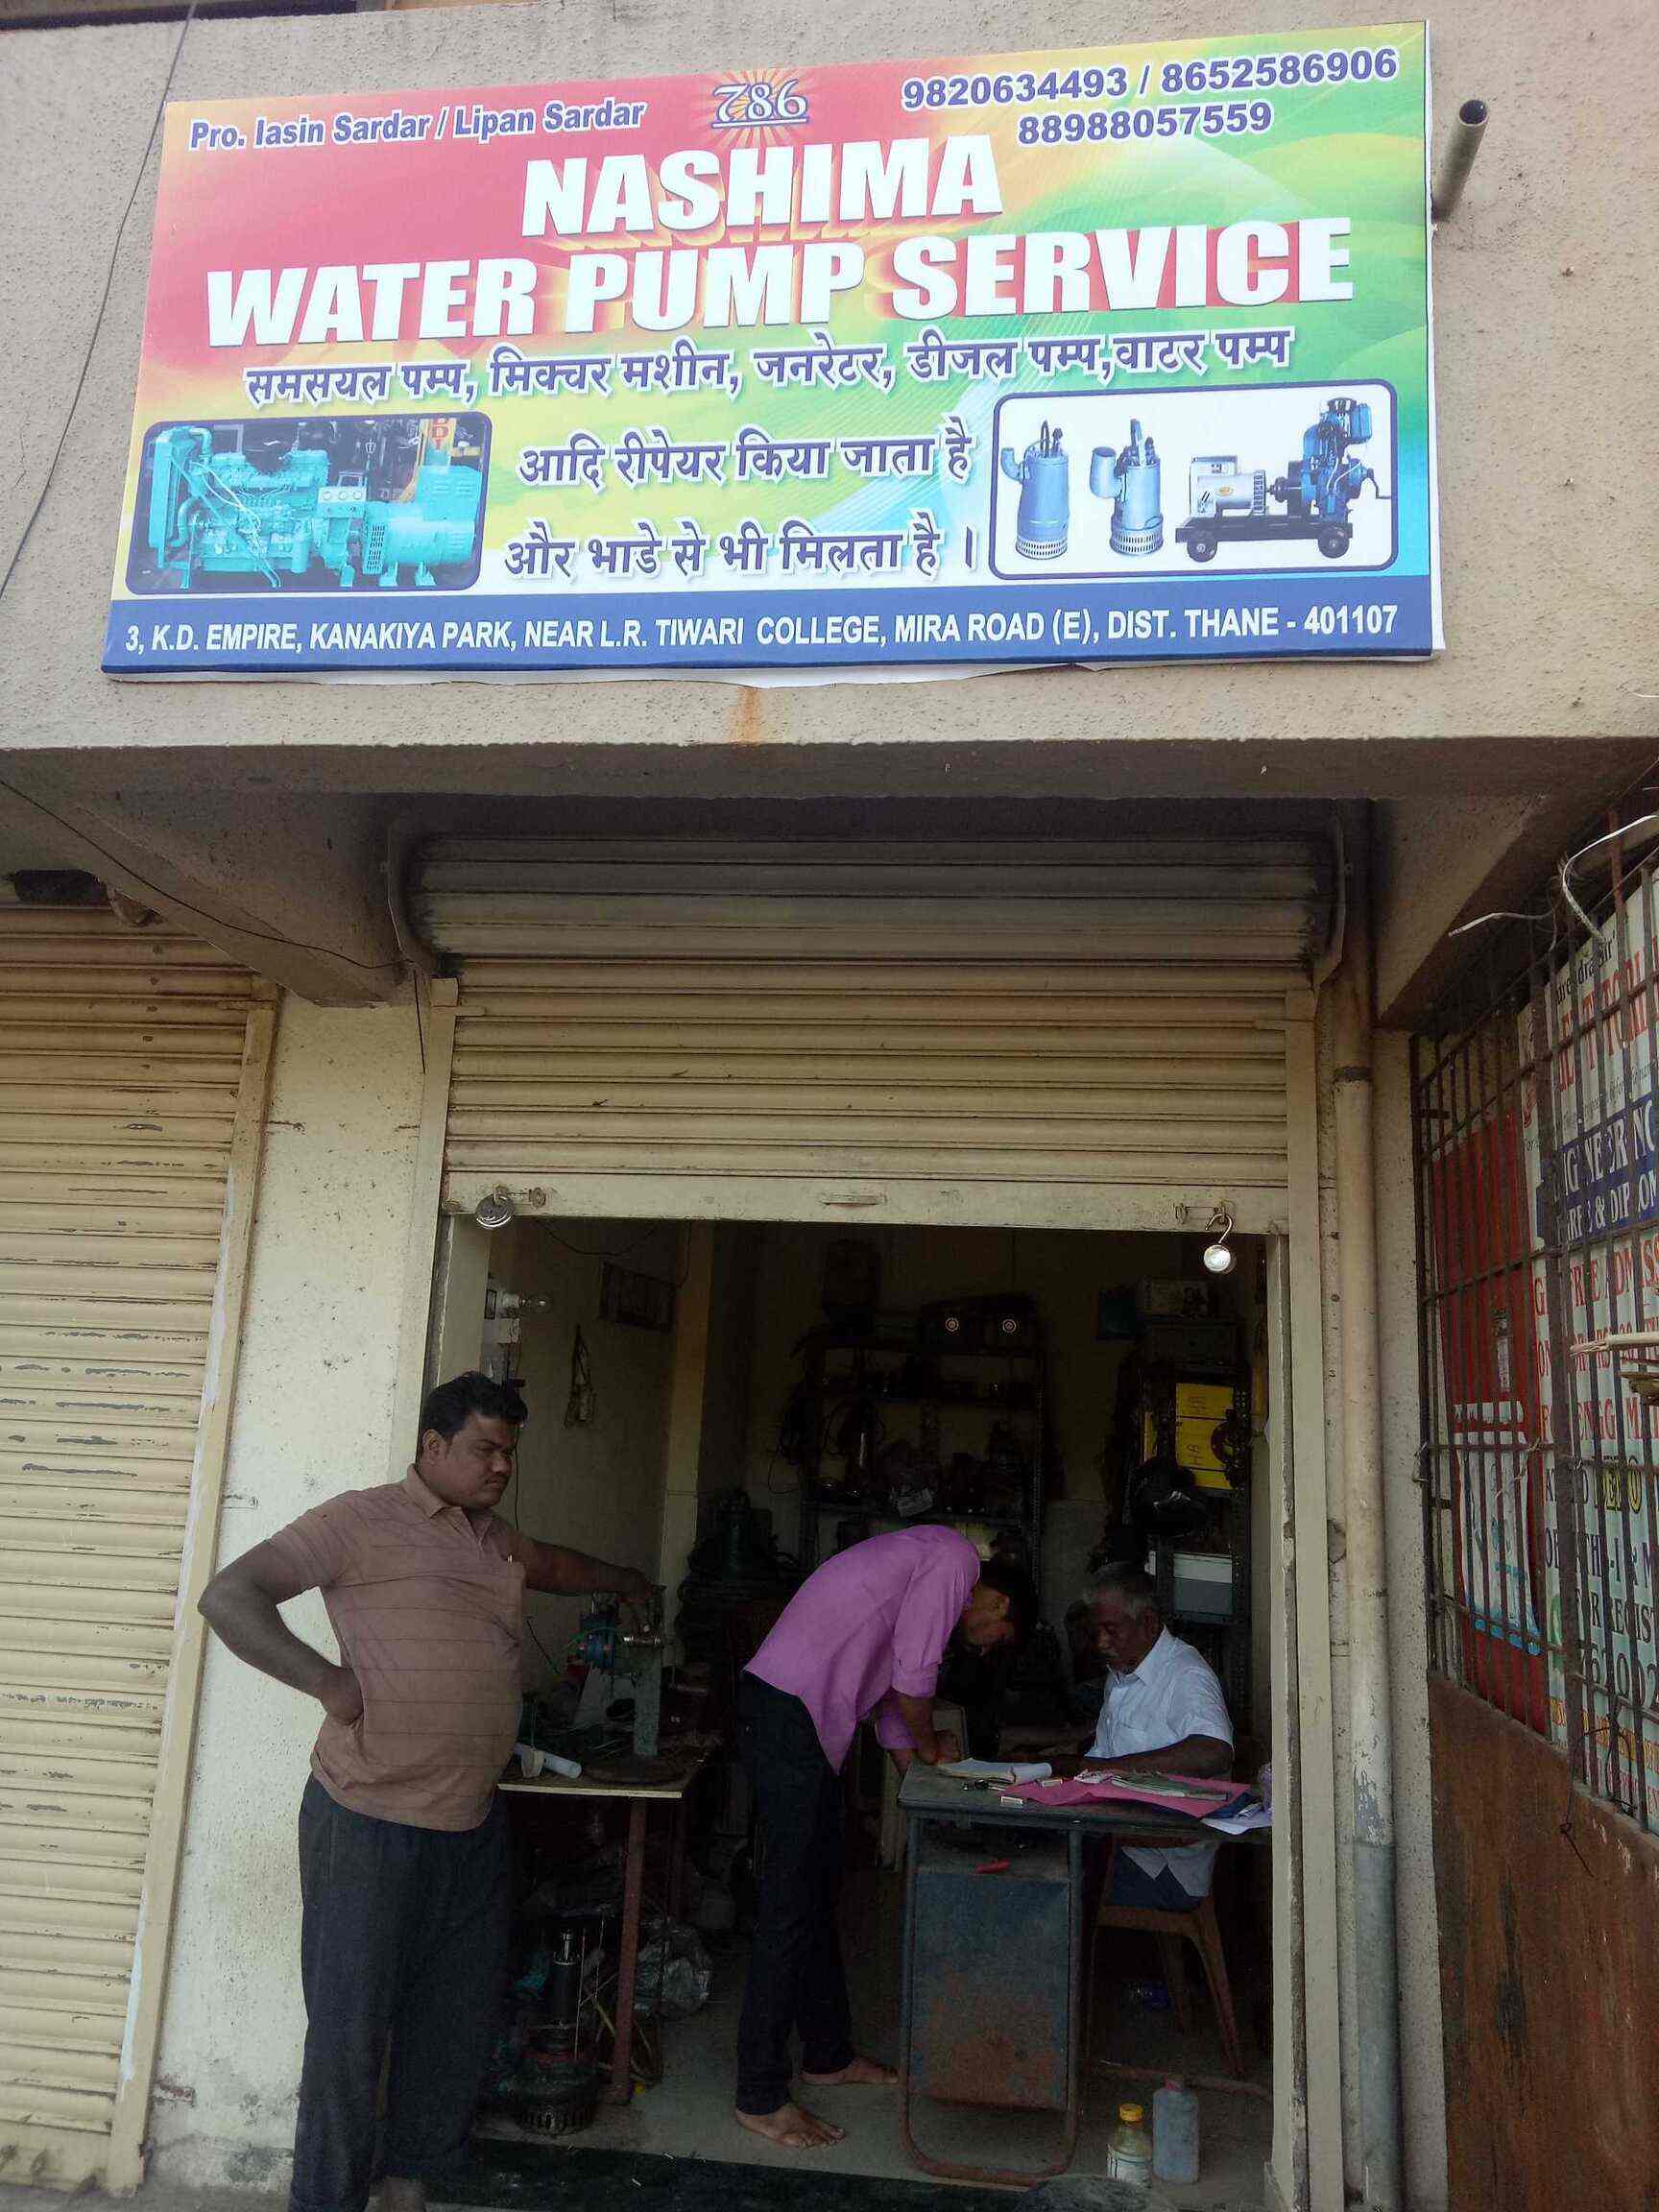 786
Pro. Iasin Sardar / Lipan Sardar
9820634493 / 8652586906
88988057559
NASHIMA
WATER PUMP SERVICE
समसयल पम्प, मिक्चर मशीन, जनरेटर, डीजल पम्प,वाटर पम्प
आदि रीपेयर किया जाता है
और भाडे से भी मिलता है ।
3, K.D. EMPIRE, KANAKIYA PARK, NEAR L.R. TIWARI COLLEGE, MIRA ROAD (E), DIST. THANE - 401107